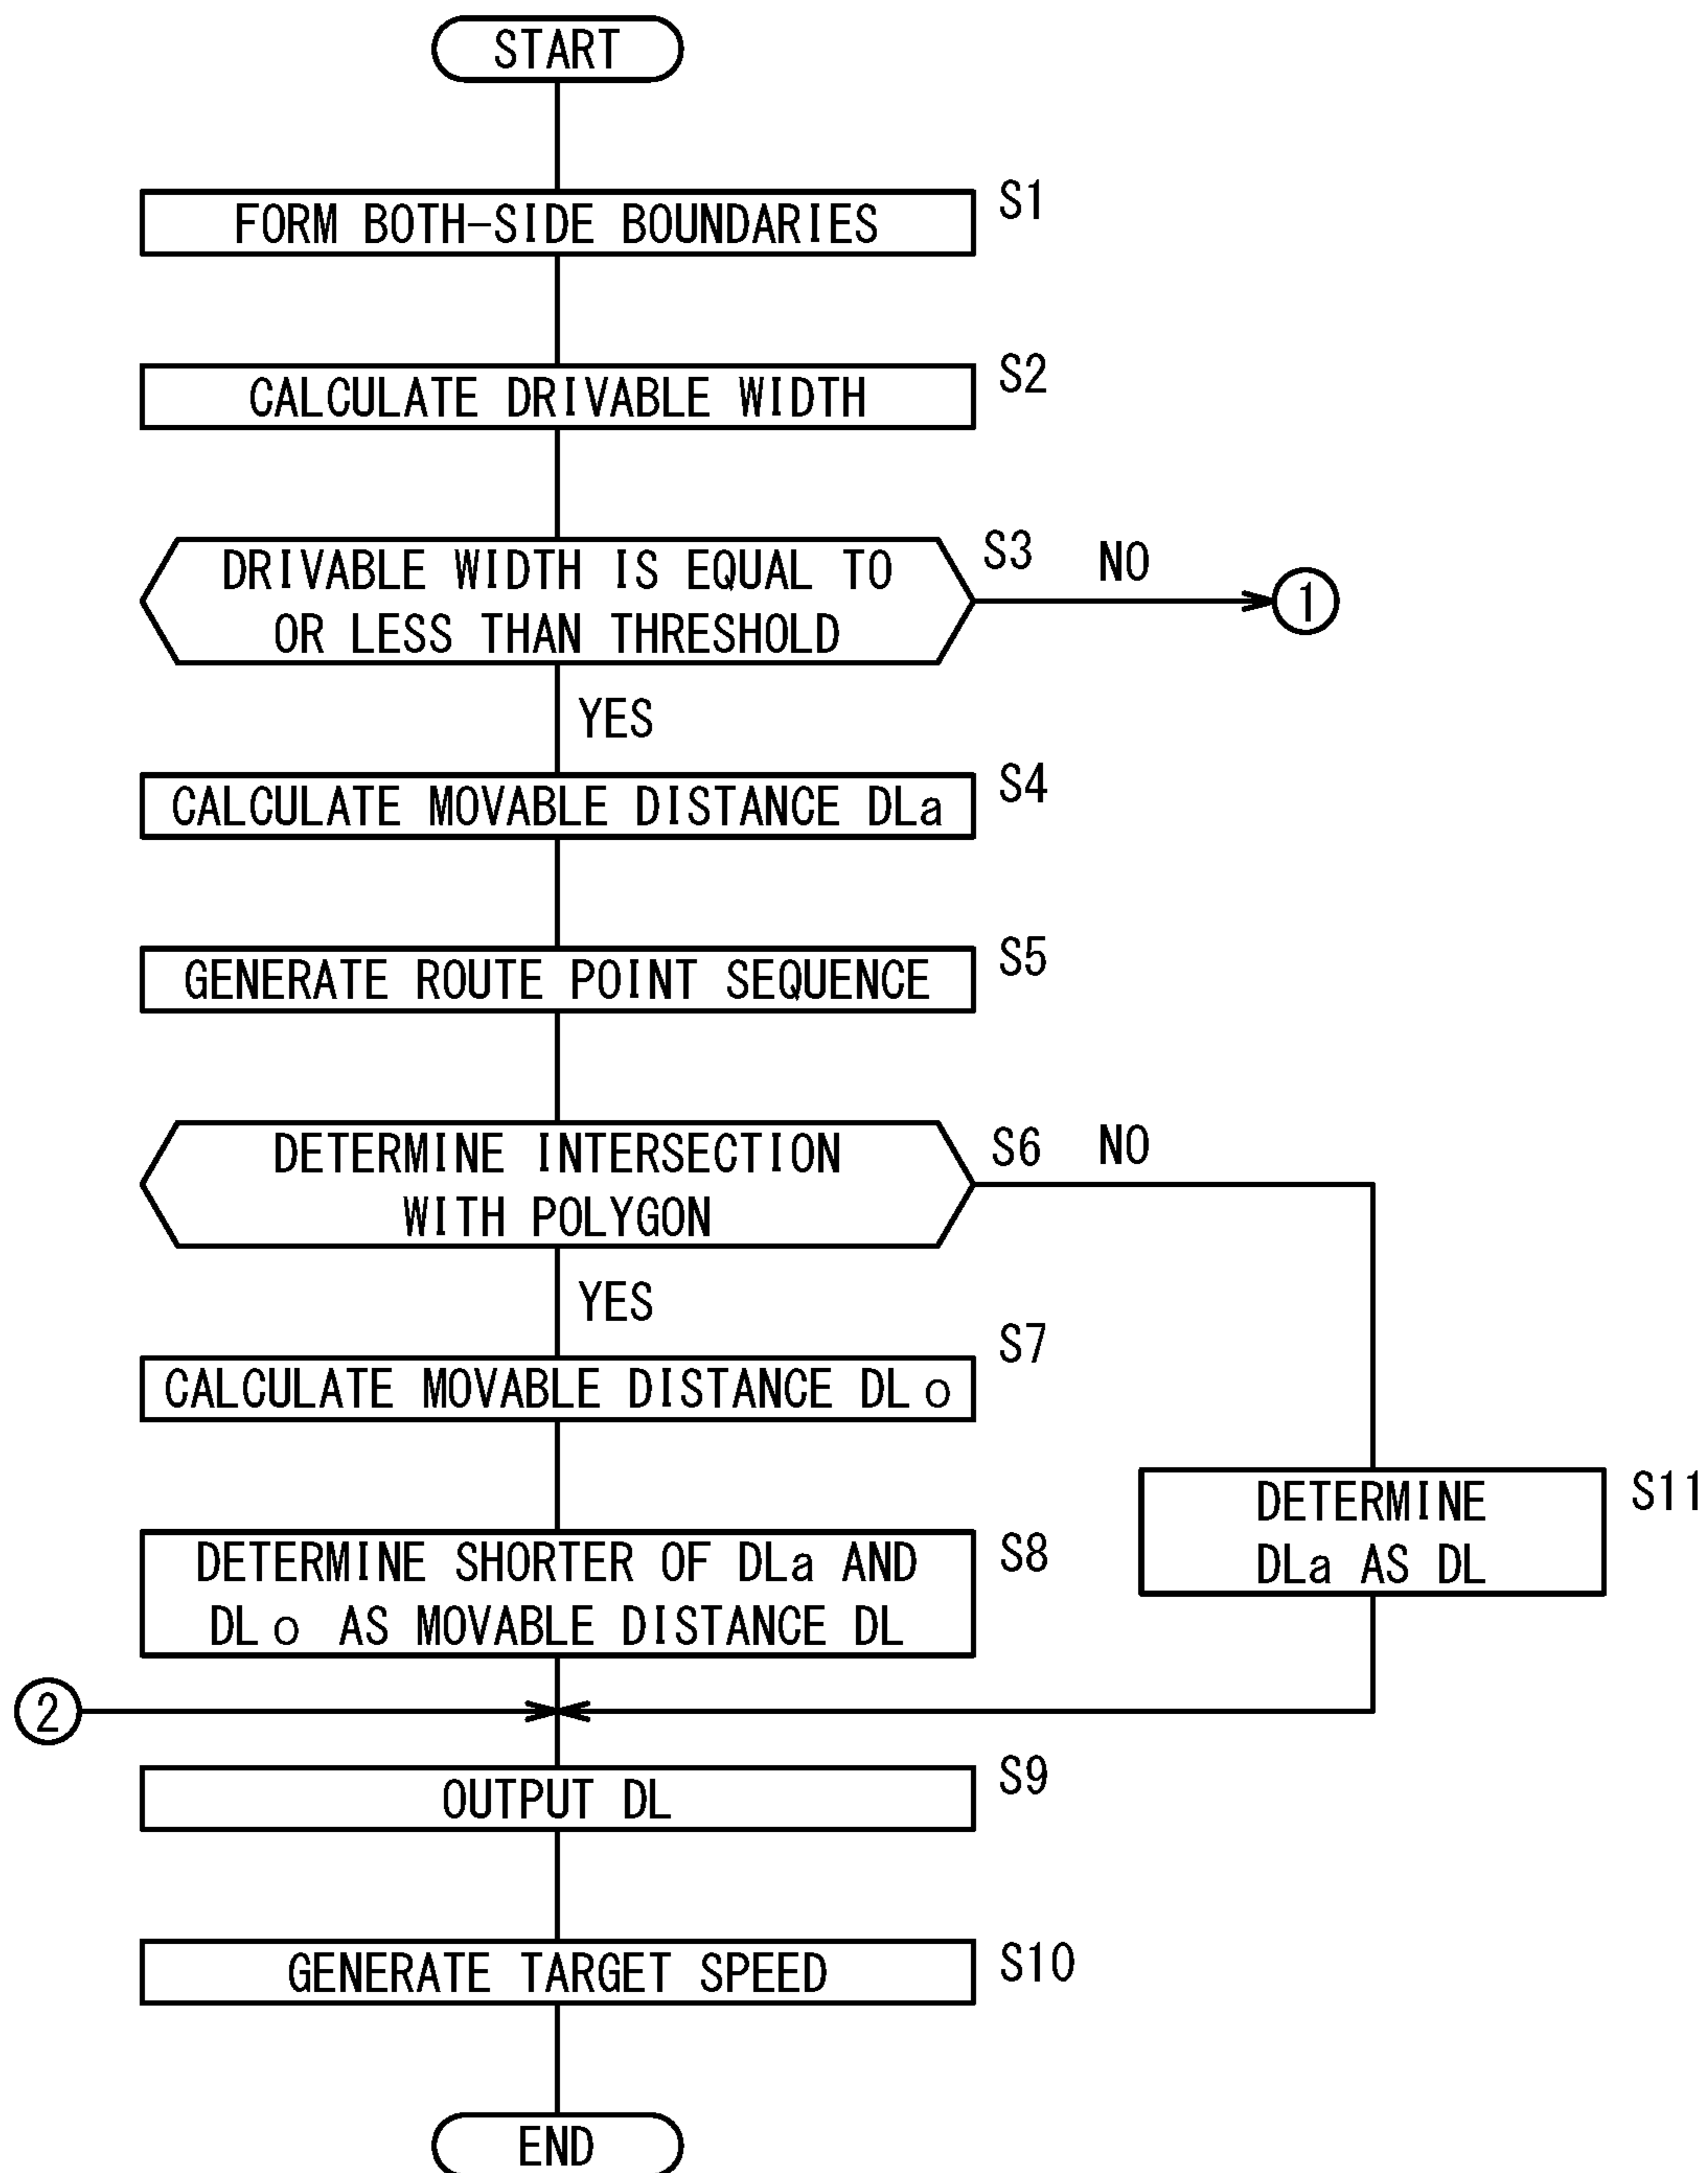 START
FORM BOTH-SIDE BOUNDARIES
S1
CALCULATE DRIVABLE WIDTH
S2
DRIVABLE WIDTH IS EQUAL TO
OR LESS THAN THRESHOLD
S3
NO
1
YES
CALCULATE MOVABLE DISTANCE DLa
S4
GENERATE ROUTE POINT SEQUENCE
S5
DETERMINE INTERSECTION
WITH POLYGON
S6
NO
YES
CALCULATE MOVABLE DISTANCE DLo
S7
DETERMINE SHORTER OF DLa AND
DLo AS MOVABLE DISTANCE DL
S8
DETERMINE
DLa AS DL
S11
2
OUTPUT DL
S9
GENERATE TARGET SPEED
S10
END